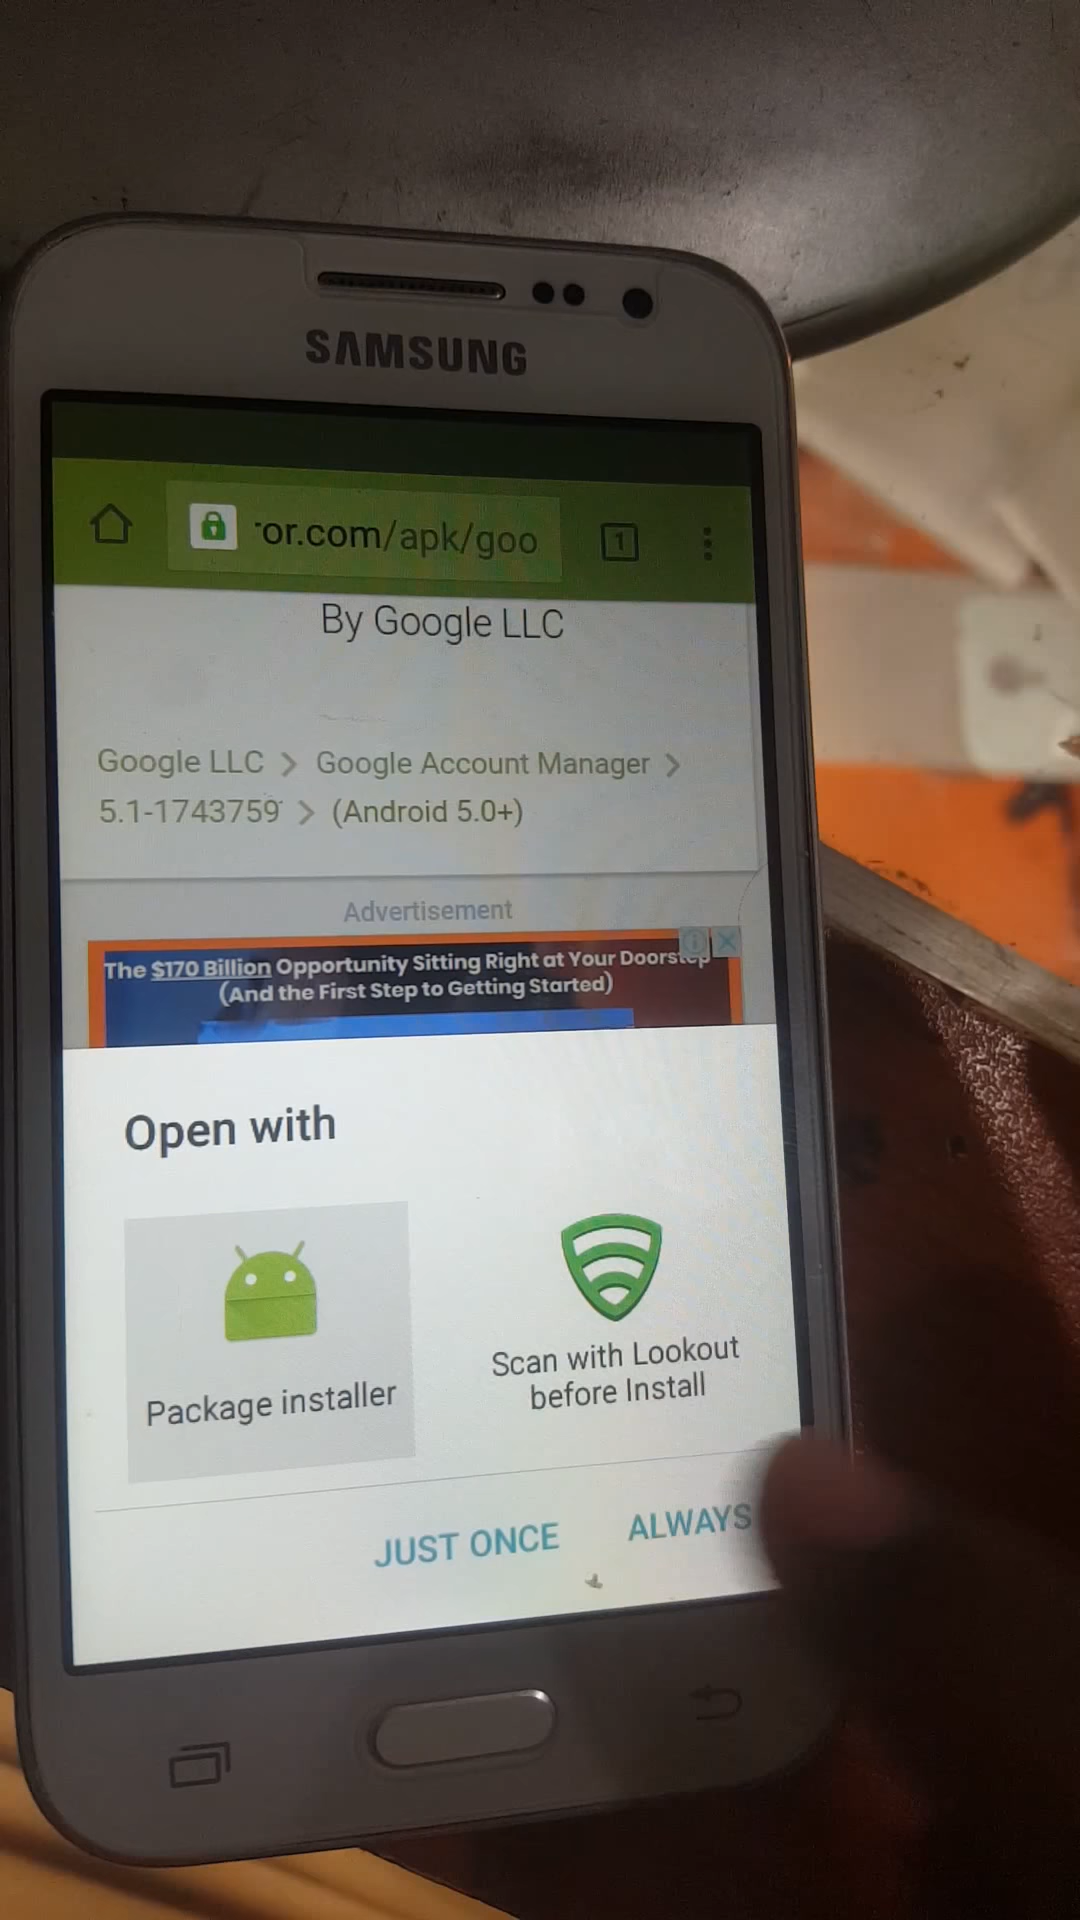 SAMSUNG
or.com/apk/goo
1
By Google LLC
Google LLC > Google Account Manager >
5.1-1743759 > (Android 5.0+)
Advertisement
The $170 Billion Opportunity Sitting Right at Your Doorstep
(And the First Step to Getting Started)
Open with
Package installer
Scan with Lookout
before Install
JUST ONCE
ALWAYS